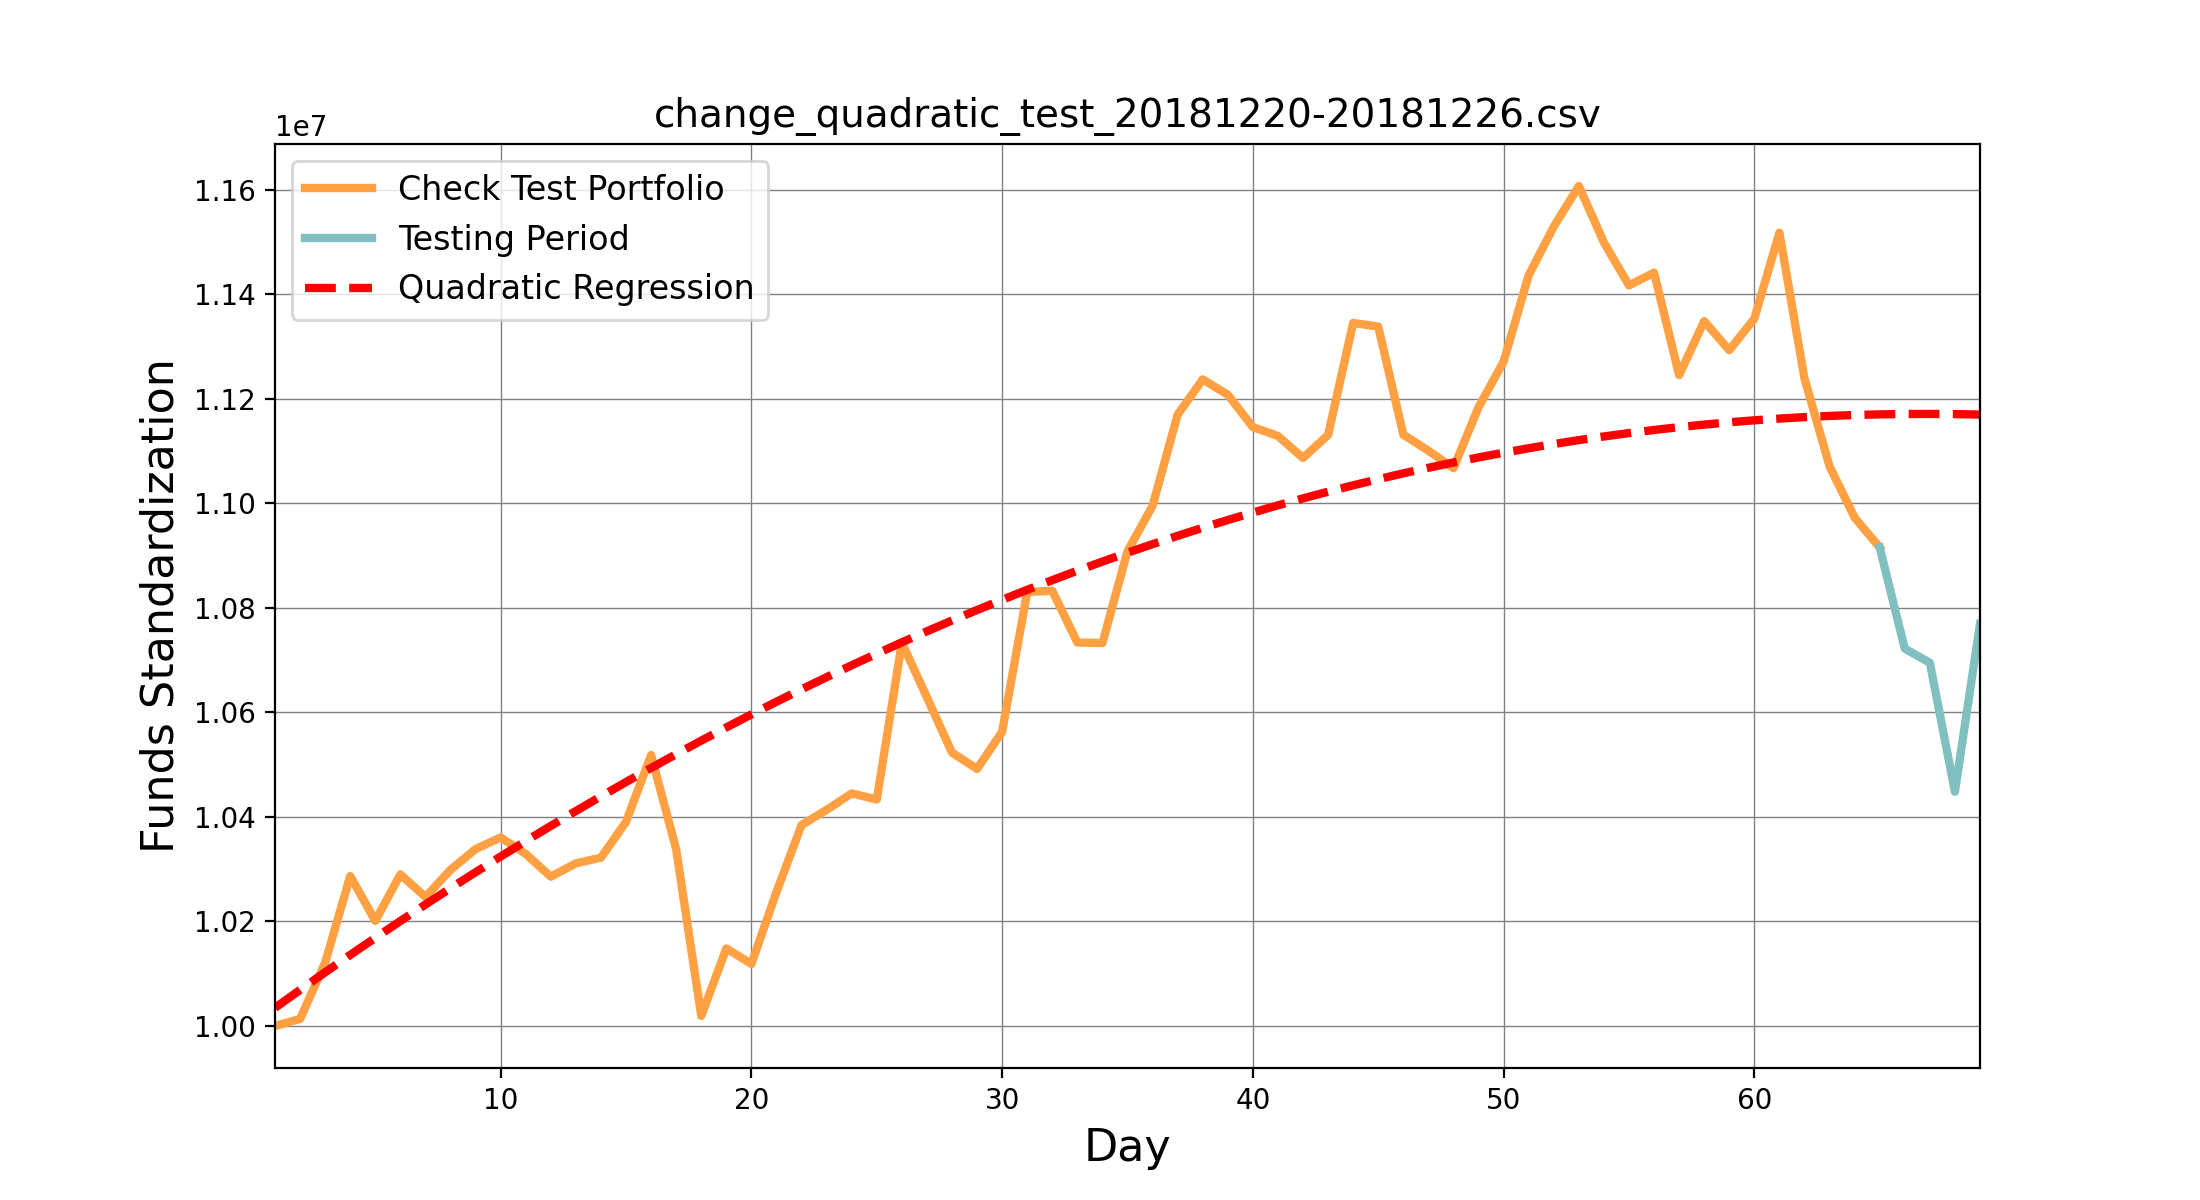 change_quadratic_test_20181220-20181226.csv
1e7
Check Test Portfolio
Testing Period
Quadratic Regression
Funds Standardization
1.16
1.14
1.12
1.10
1.08
1.06
1.04
1.02
1.00
10 20 30 40 50 60
Day